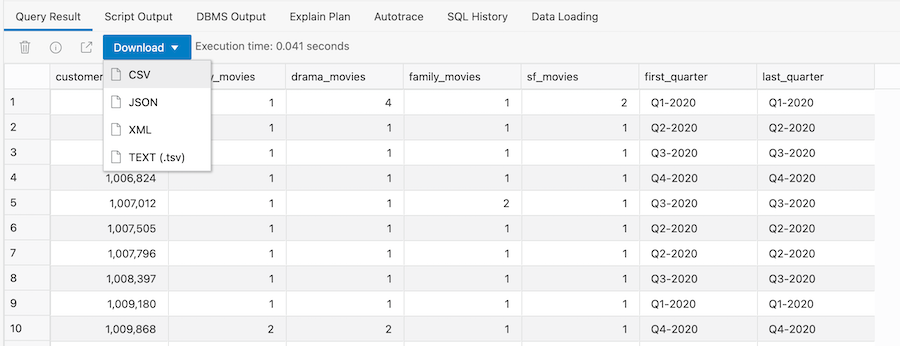 Query Result Script Output DBMS Output Explain Plan Autotrace SQL History Data Loading
Download Execution time: 0.041 seconds
customer y_movies drama_movies family_movies sf_movies first_quarter last_quarter
CSV
1 1 4 1 2 Q1-2020 Q1-2020
JSON
2 1 1 1 1 Q2-2020 Q2-2020
XML
3 1 1 1 1 Q3-2020 Q3-2020
TEXT (.tsv)
4 1,006,824 1 1 1 1 Q4-2020 Q4-2020
5 1,007,012 1 1 2 1 Q3-2020 Q3-2020
6 1,007,505 1 1 1 1 Q2-2020 Q2-2020
7 1,007,796 1 1 1 1 Q2-2020 Q2-2020
8 1,008,397 1 1 1 1 Q3-2020 Q3-2020
9 1,009,180 1 1 1 1 Q1-2020 Q1-2020
10 1,009,868 2 2 1 1 Q4-2020 Q4-2020